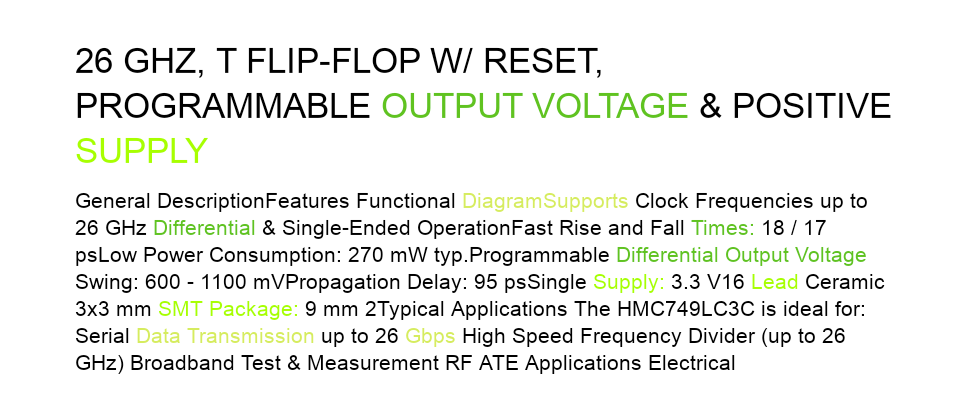 26 GHZ, T FLIP-FLOP W/ RESET,
PROGRAMMABLE OUTPUT VOLTAGE & POSITIVE
SUPPLY
General DescriptionFeatures Functional DiagramSupports Clock Frequencies up to
26 GHz Differential & Single-Ended OperationFast Rise and Fall Times: 18 / 17
psLow Power Consumption: 270 mW typ.Programmable Differential Output Voltage
Swing: 600 - 1100 mVPropagation Delay: 95 psSingle Supply: 3.3 V16 Lead Ceramic
3x3 mm SMT Package: 9 mm 2Typical Applications The HMC749LC3C is ideal for:
Serial Data Transmission up to 26 Gbps High Speed Frequency Divider (up to 26
GHz) Broadband Test & Measurement RF ATE Applications Electrical